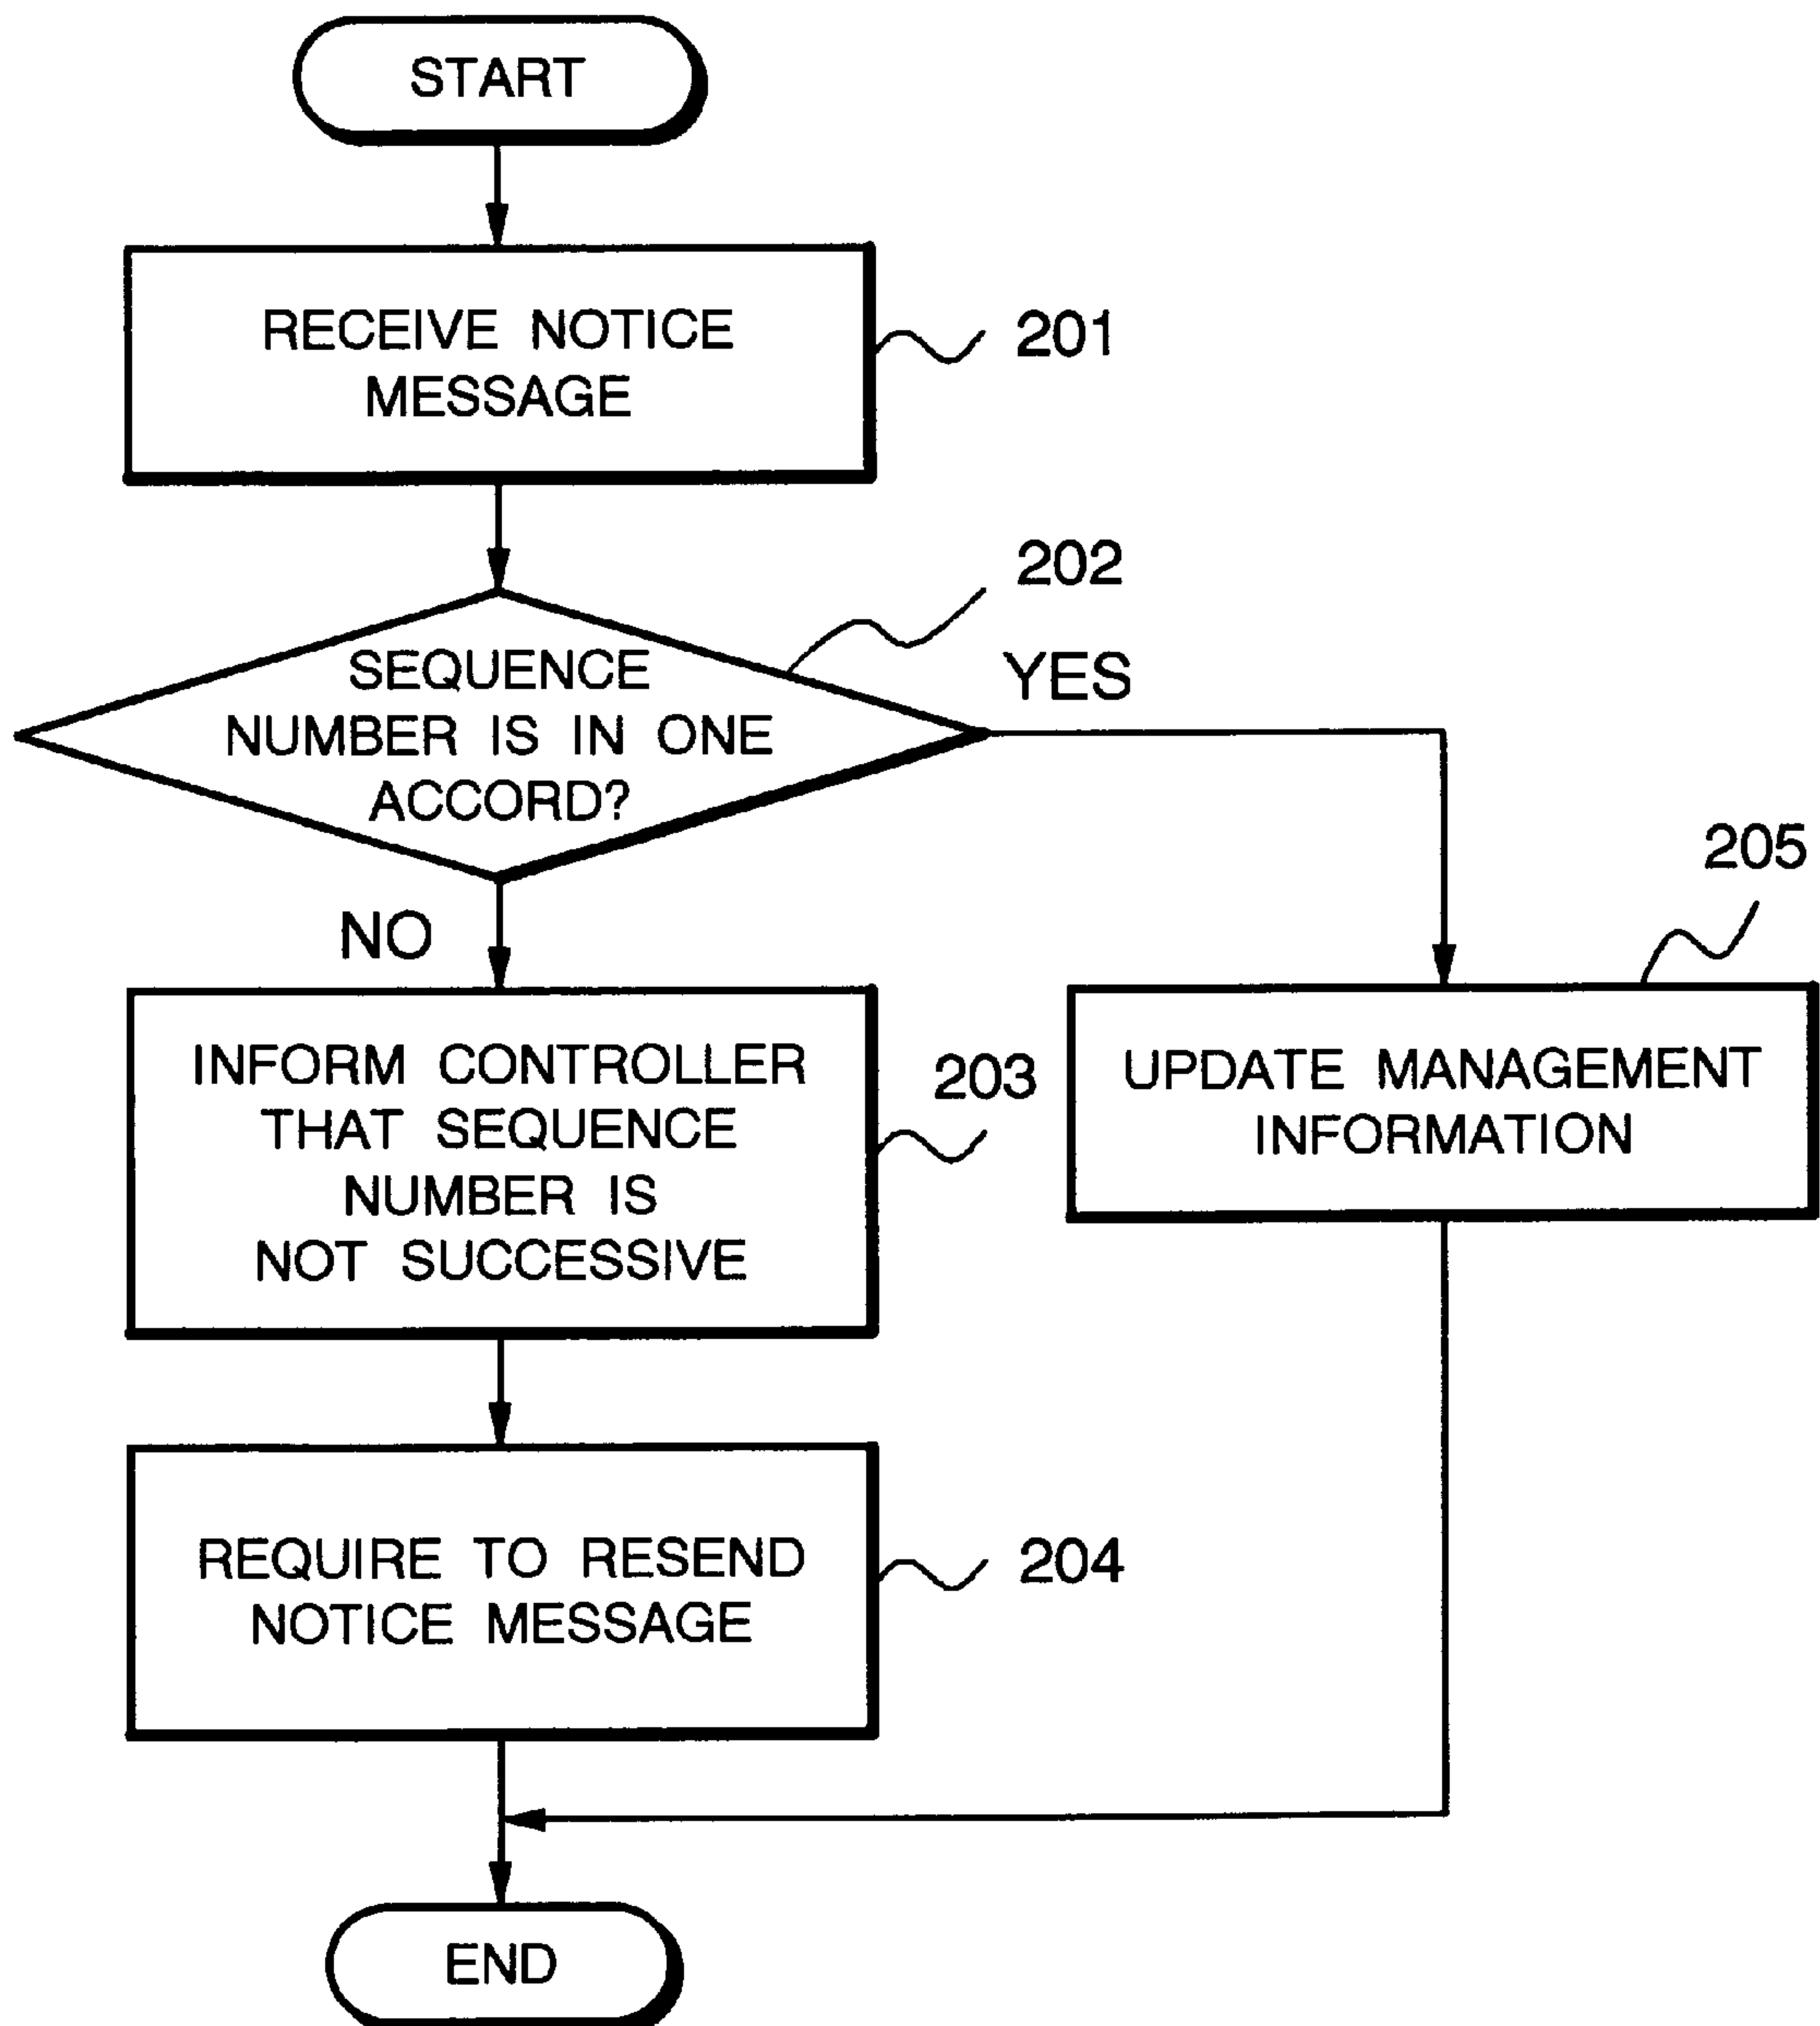 START
RECEIVE NOTICE
MESSAGE
201
202
SEQUENCE
NUMBER IS IN ONE
ACCORD?
YES
NO
205
INFORM CONTROLLER
THAT SEQUENCE
NUMBER IS
NOT SUCCESSIVE
203
UPDATE MANAGEMENT
INFORMATION
REQUIRE TO RESEND
NOTICE MESSAGE
204
END